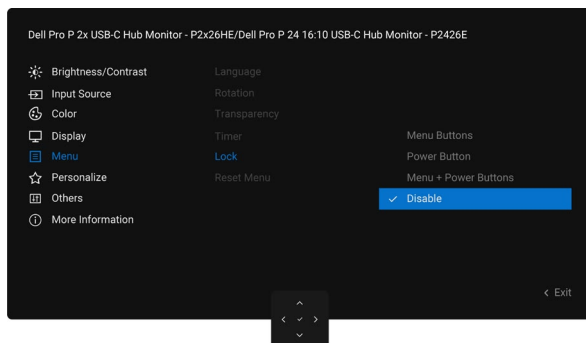 Dell Pro P 2x USB-C Hub Monitor - P2x26HE/Dell Pro P 24 16:10 USB-C Hub Monitor - P2426E
Brightness/Contrast
Input Source
Color
Display
Menu
Personalize
Others
More Information
Language
Rotation
Transparency
Timer
Lock
Reset Menu
Menu Buttons
Power Button
Menu + Power Buttons
Disable
Exit